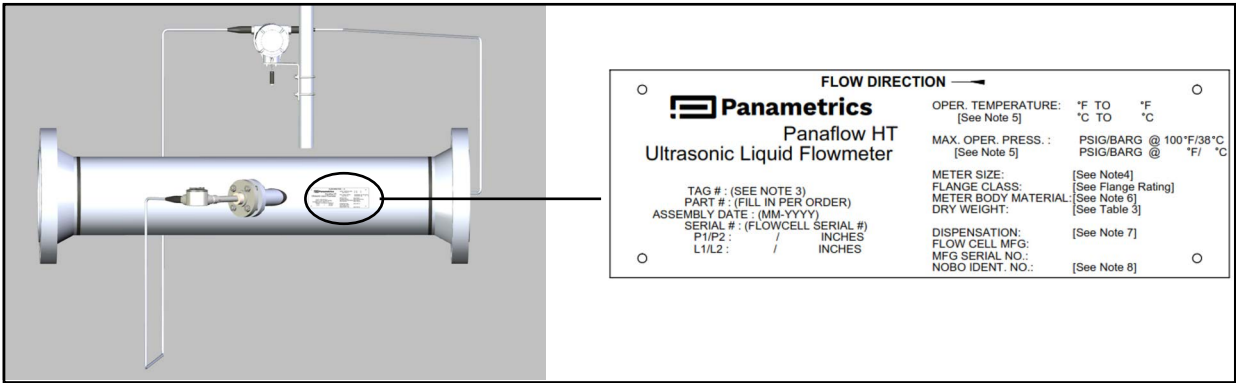 FLOW DIRECTION
Panametrics
Panaflow HT
Ultrasonic Liquid Flowmeter
TAG # : (SEE NOTE 3)
PART # : (FILL IN PER ORDER)
ASSEMBLY DATE : (MM-YYYY)
SERIAL # : (FLOWCELL SERIAL #)
P1/P2 : / INCHES
L1/L2 : / INCHES
OPER. TEMPERATURE: °F TO °F
[See Note 5] °C TO °C
MAX. OPER. PRESS. : PSIG/BARG @ 100°F/38°C
[See Note 5] PSIG/BARG @ °F/ °C
METER SIZE: [See Note4]
FLANGE CLASS: [See Flange Rating]
METER BODY MATERIAL: [See Note 6]
DRY WEIGHT: [See Table 3]
DISPENSATION: [See Note 7]
FLOW CELL MFG:
MFG SERIAL NO.:
NOBO IDENT. NO.: [See Note 8]